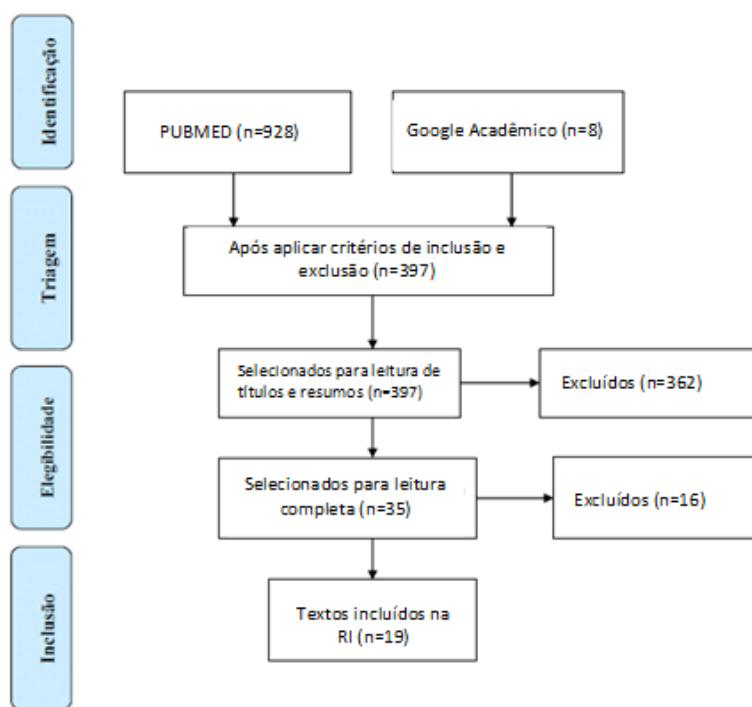 Identificação
PUBMED (n=928)
Google Acadêmico (n=8)
Triagem
Após aplicar critérios de inclusão e
exclusão (n=397)
Selecionados para leitura de
títulos e resumos (n=397)
Excluídos (n=362)
Elegibilidade
Selecionados para leitura
completa (n=35)
Excluídos (n=16)
Inclusão
Textos incluídos na
RI (n=19)